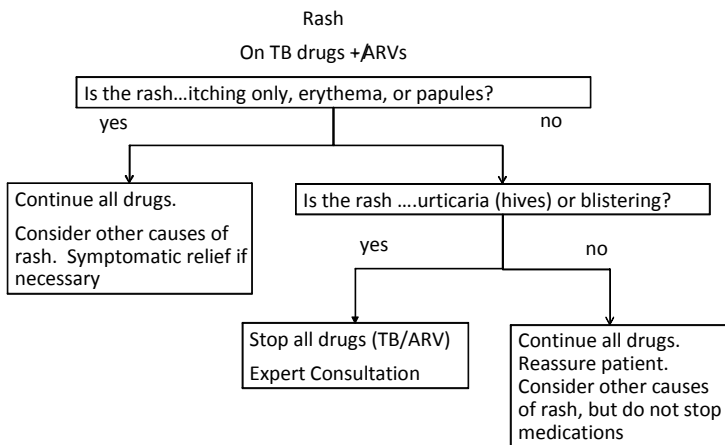 Rash
On TB drugs +/ARVs
Is the rash...itching only, erythema, or papules?
yes
no
Continue all drugs.
Consider other causes of
rash. Symptomatic relief if
necessary
Is the rash ....urticaria (hives) or blistering?
yes
no
Stop all drugs (TB/ARV)
Expert Consultation
Continue all drugs.
Reassure patient.
Consider other causes
of rash, but do not stop
medications